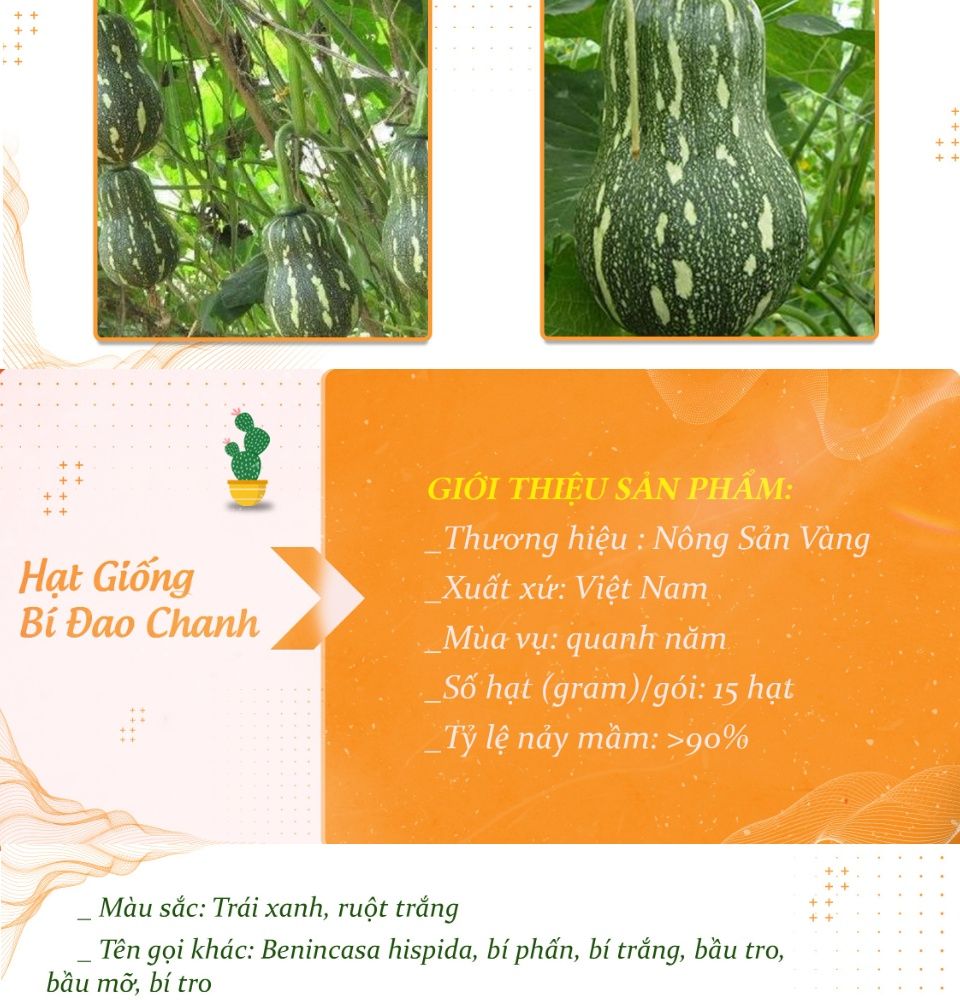 Hạt Giống
Bí Đao Chanh
GIỚI THIỆU SẢN PHẨM:
_Thương hiệu : Nông Sản Vàng
_Xuất xứ: Việt Nam
_Mùa vụ: quanh năm
_Số hạt (gram)/gói: 15 hạt
_Tỷ lệ nảy mầm: >90%
_ Màu sắc: Trái xanh, ruột trắng
_ Tên gọi khác: Benincasa hispida, bí phấn, bí trắng, bầu tro,
bầu mỡ, bí tro